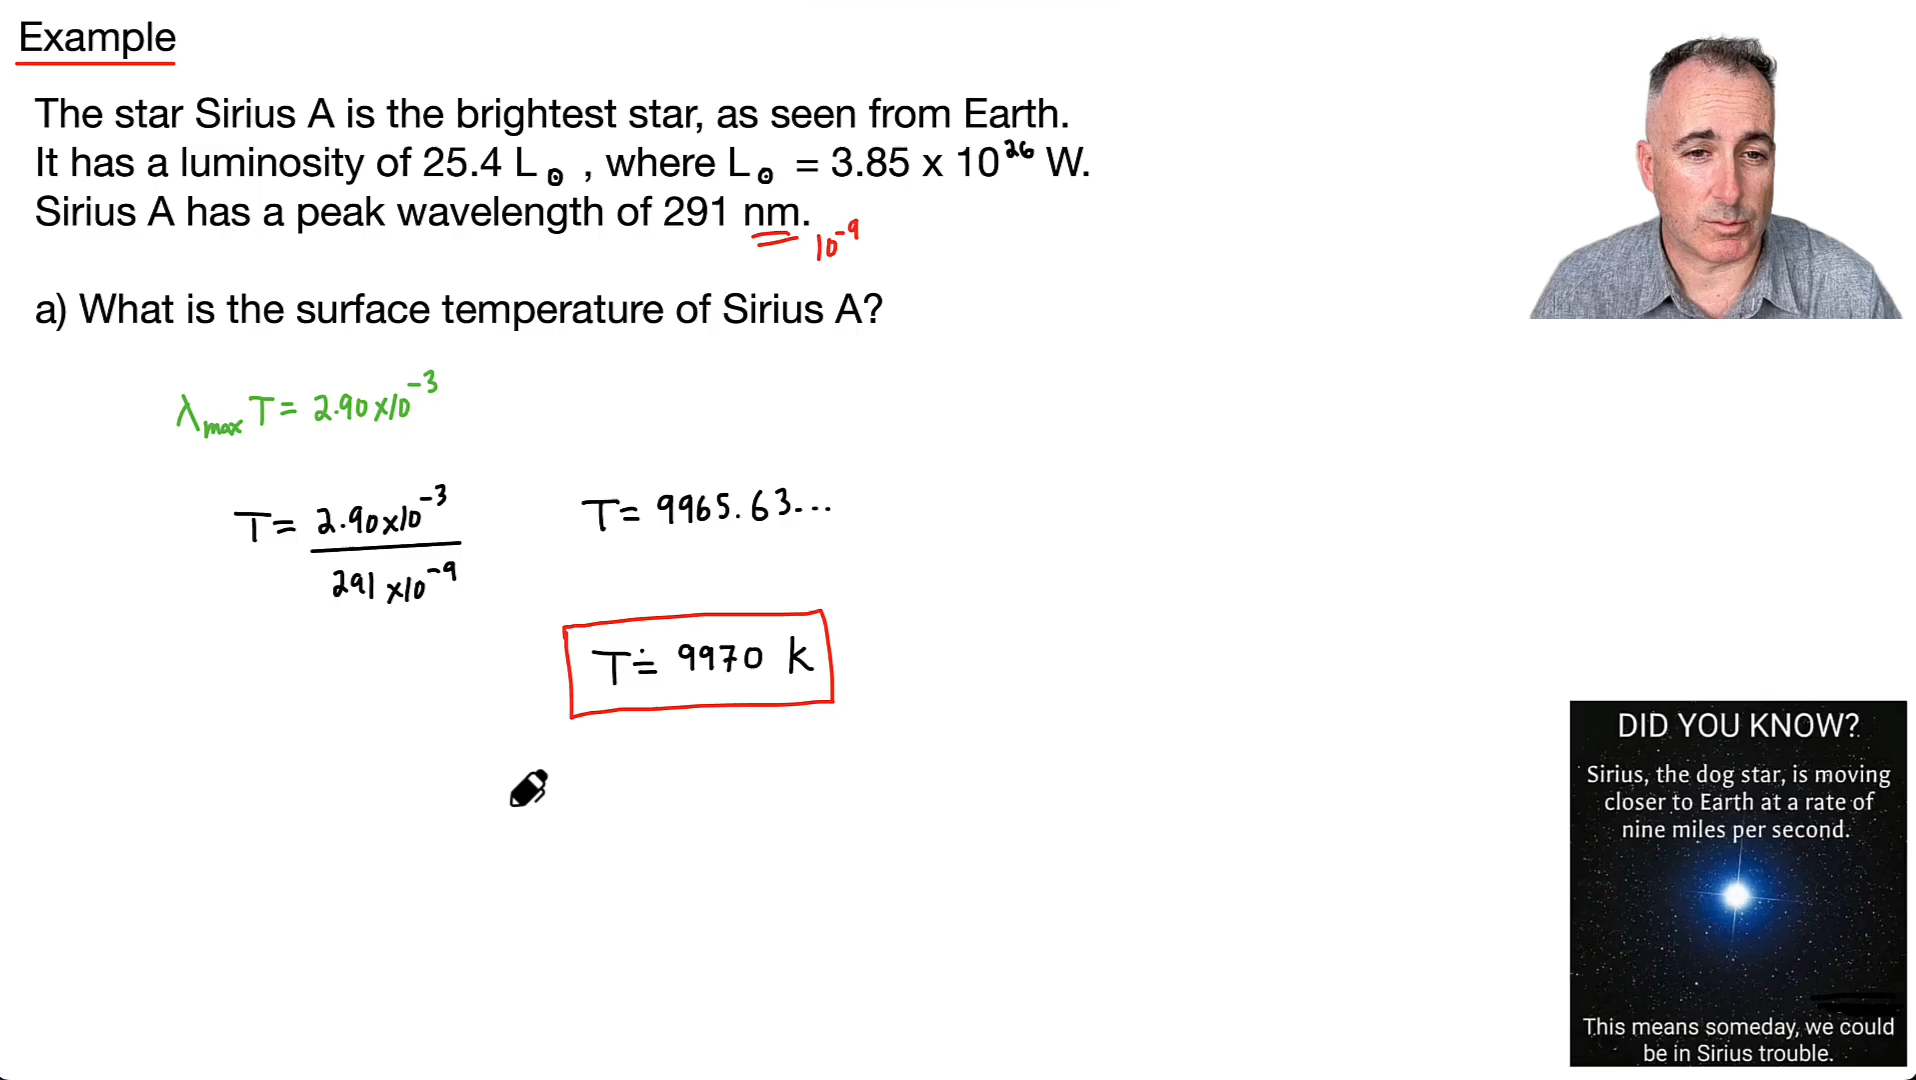 Example
The star Sirius A is the brightest star, as seen from Earth.
It has a luminosity of 25.4 L⊙ , where L⊙ = 3.85 x 10²⁶ W.
Sirius A has a peak wavelength of 291 nm.
10⁻⁹
a) What is the surface temperature of Sirius A?
λmax T = 2.90 x10⁻³
T = 2.90 x10⁻³
291 x10⁻⁹
T = 9965.63...
T ≐ 9970 k
DID YOU KNOW?
Sirius, the dog star, is moving
closer to Earth at a rate of
nine miles per second.
This means someday, we could
be in Sirius trouble.